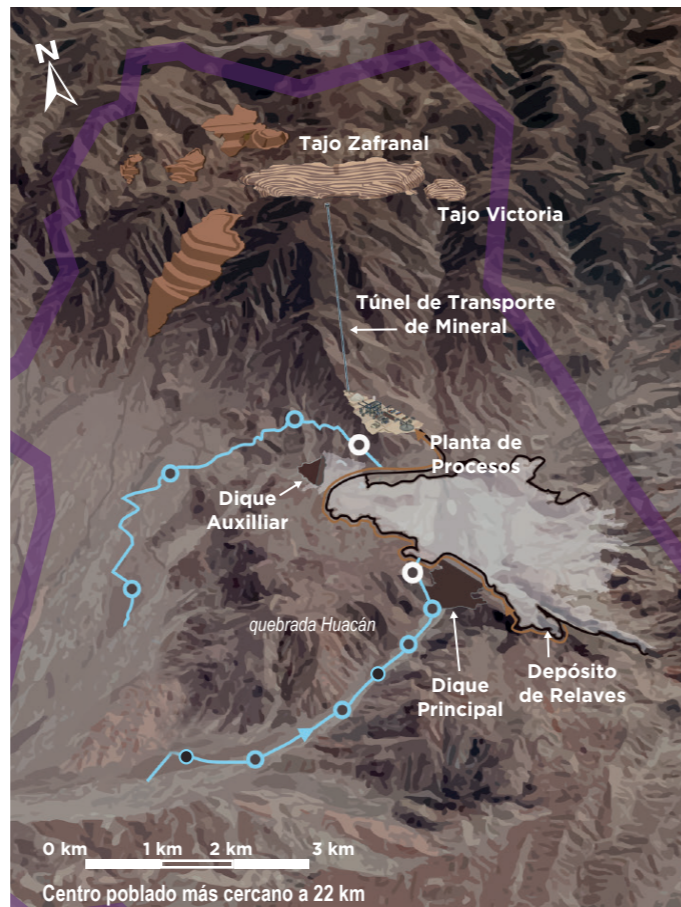 N
Tajo Zafranal
Tajo Victoria
Túnel de Transporte
de Mineral
Planta de
Procesos
Dique
Auxilliar
quebrada Huacán
Dique
Principal
Depósito
de Relaves
0 km 1 km 2 km 3 km
Centro poblado más cercano a 22 km